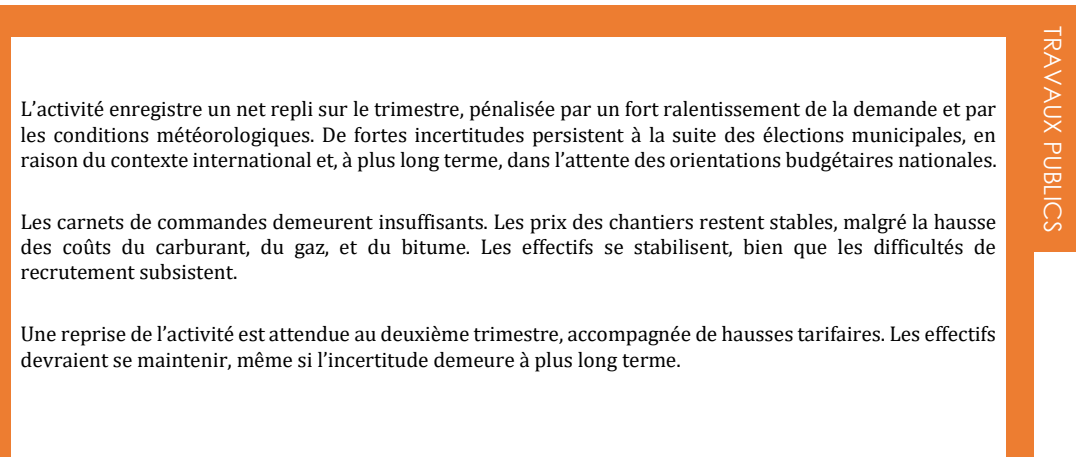 TRAVAUX PUBLICS
L’activité enregistre un net repli sur le trimestre, pénalisée par un fort ralentissement de la demande et par
les conditions météorologiques. De fortes incertitudes persistent à la suite des élections municipales, en
raison du contexte international et, à plus long terme, dans l’attente des orientations budgétaires nationales.
Les carnets de commandes demeurent insuffisants. Les prix des chantiers restent stables, malgré la hausse
des coûts du carburant, du gaz, et du bitume. Les effectifs se stabilisent, bien que les difficultés de
recrutement subsistent.
Une reprise de l’activité est attendue au deuxième trimestre, accompagnée de hausses tarifaires. Les effectifs
devraient se maintenir, même si l’incertitude demeure à plus long terme.